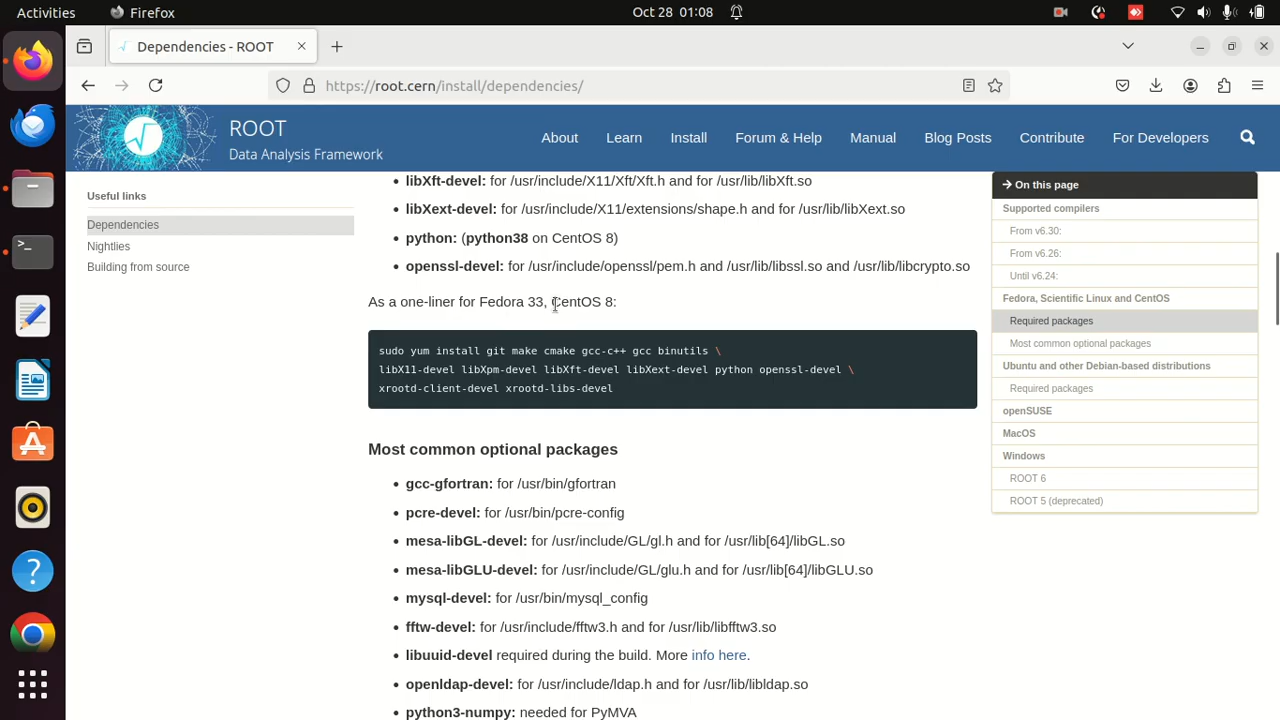 Activities
Firefox
Oct 28 01:08
Dependencies - ROOT
https://root.cern/install/dependencies/
ROOT
Data Analysis Framework
About
Learn
Install
Forum & Help
Manual
Blog Posts
Contribute
For Developers
Useful links
Dependencies
Nightlies
Building from source
• libXft-devel: for /usr/include/X11/Xft/Xft.h and for /usr/lib/libXft.so
• libXext-devel: for /usr/include/X11/extensions/shape.h and for /usr/lib/libXext.so
• python: (python38 on CentOS 8)
• openssl-devel: for /usr/include/openssl/pem.h and /usr/lib/libssl.so and /usr/lib/libcrypto.so
As a one-liner for Fedora 33, CentOS 8:
sudo yum install git make cmake gcc-c++ gcc binutils \
libX11-devel libXpm-devel libXft-devel libXext-devel python openssl-devel \
xrootd-client-devel xrootd-libs-devel
Most common optional packages
• gcc-gfortran: for /usr/bin/gfortran
• pcre-devel: for /usr/bin/pcre-config
• mesa-libGL-devel: for /usr/include/GL/gl.h and for /usr/lib[64]/libGL.so
• mesa-libGLU-devel: for /usr/include/GL/glu.h and for /usr/lib[64]/libGLU.so
• mysql-devel: for /usr/bin/mysql_config
• fftw-devel: for /usr/include/fftw3.h and for /usr/lib/libfftw3.so
• libuuid-devel required during the build. More info here.
• openldap-devel: for /usr/include/ldap.h and for /usr/lib/libldap.so
• python3-numpy: needed for PyMVA
→ On this page
Supported compilers
From v6.30:
From v6.26:
Until v6.24:
Fedora, Scientific Linux and CentOS
Required packages
Most common optional packages
Ubuntu and other Debian-based distributions
Required packages
openSUSE
MacOS
Windows
ROOT 6
ROOT 5 (deprecated)